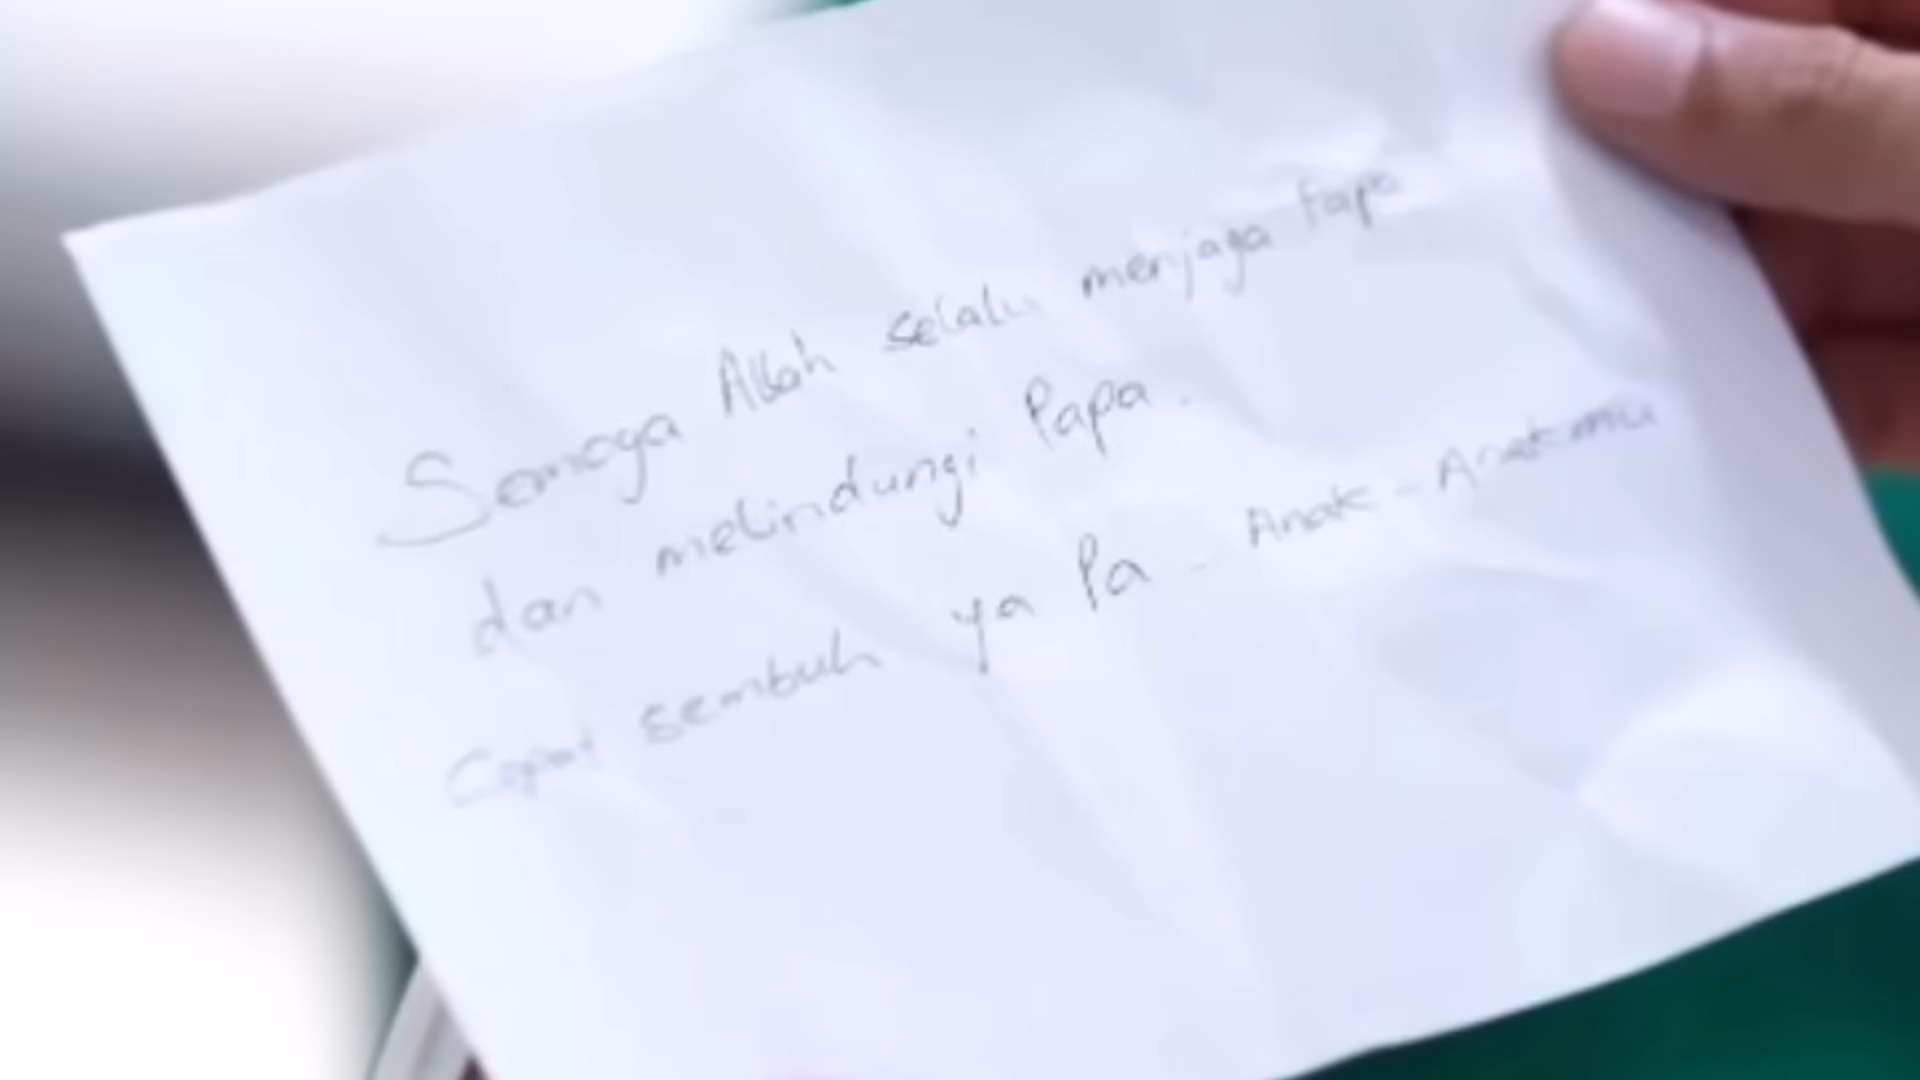 Semoga Allah selalu menjaga Papa
dan melindungi Papa.
Cepat sembuh ya Pa - Anak - Anakmu